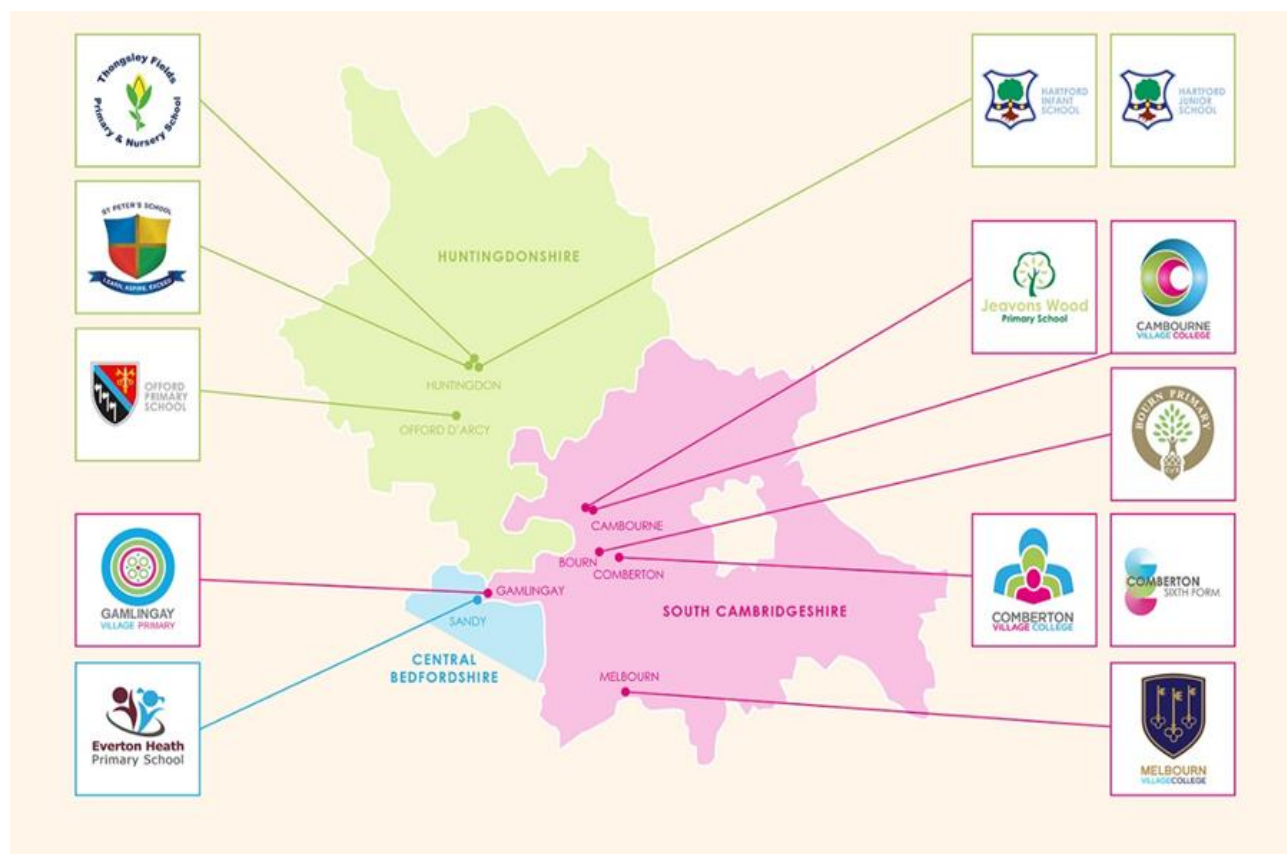 Thongsley Fields
Primary & Nursery School
ST PETER'S SCHOOL
LEARN, ASPIRE, EXCEED
OFFORD
PRIMARY
SCHOOL
GAMLINGAY
VILLAGE PRIMARY
Everton Heath
Primary School
HUNTINGDONSHIRE
HUNTINGDON
OFFORD D'ARCY
CAMBOURNE
BOURN
COMBERTON
GAMLINGAY
SANDY
SOUTH CAMBRIDGESHIRE
CENTRAL
BEDFORDSHIRE
MELBOURN
HARTFORD
INFANT
SCHOOL
HARTFORD
JUNIOR
SCHOOL
Jeavons Wood
Primary School
CAMBOURNE
VILLAGE COLLEGE
BOURN PRIMARY
COMBERTON
VILLAGE COLLEGE
COMBERTON
SIXTH FORM
MELBOURN
VILLAGECOLLEGE